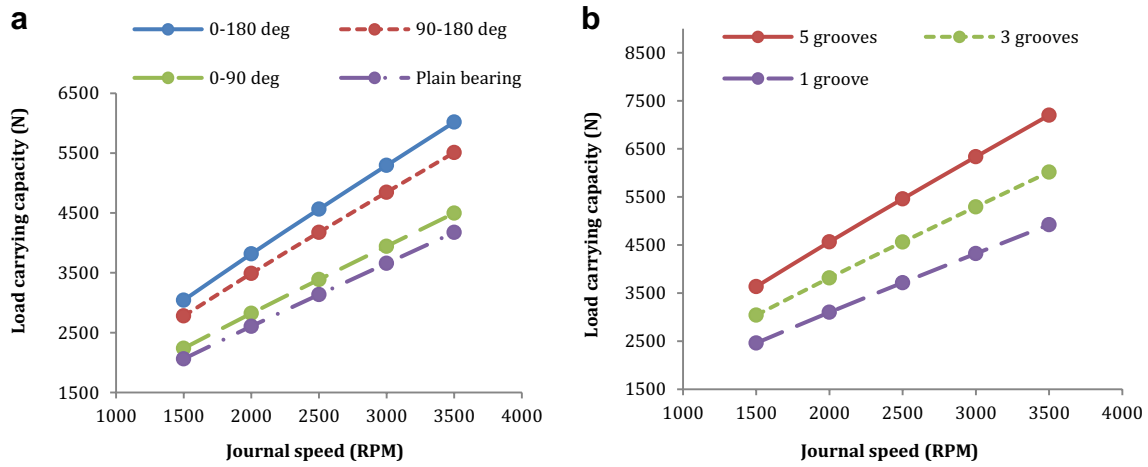 a
0-180 deg
90-180 deg
0-90 deg
Plain bearing
Load carrying capacity (N)
6500
5500
4500
3500
2500
1500
1000 1500 2000 2500 3000 3500 4000
Journal speed (RPM)
b
5 grooves
3 grooves
1 groove
Load carrying capacity (N)
8500
7500
6500
5500
4500
3500
2500
1500
1000 1500 2000 2500 3000 3500 4000
Journal speed (RPM)